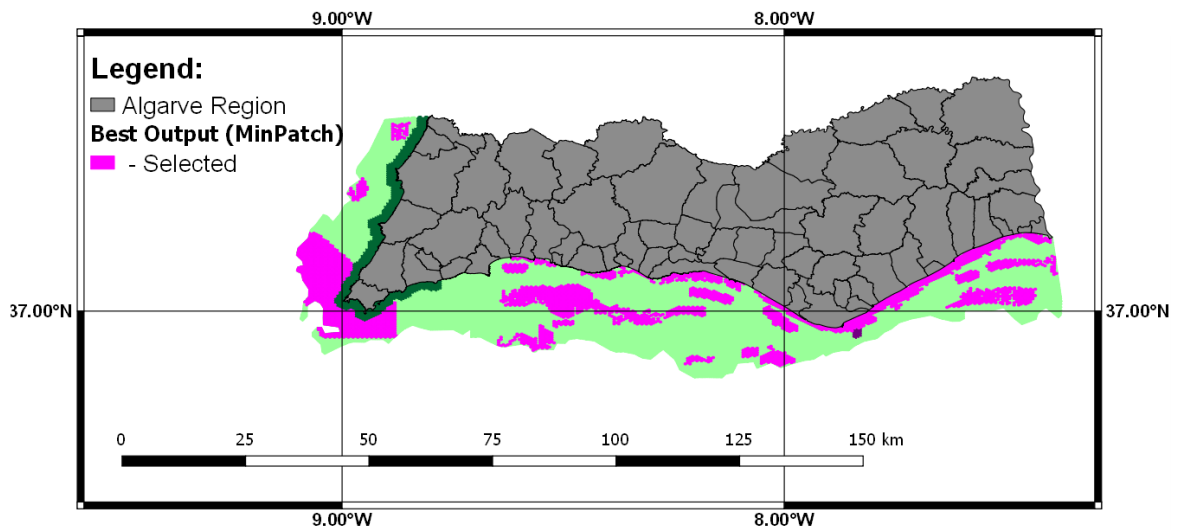 9.00°W 8.00°W
Legend:
Algarve Region
Best Output (MinPatch)
- Selected
37.00°N 37.00°N
0 25 50 75 100 125 150 km
9.00°W 8.00°W